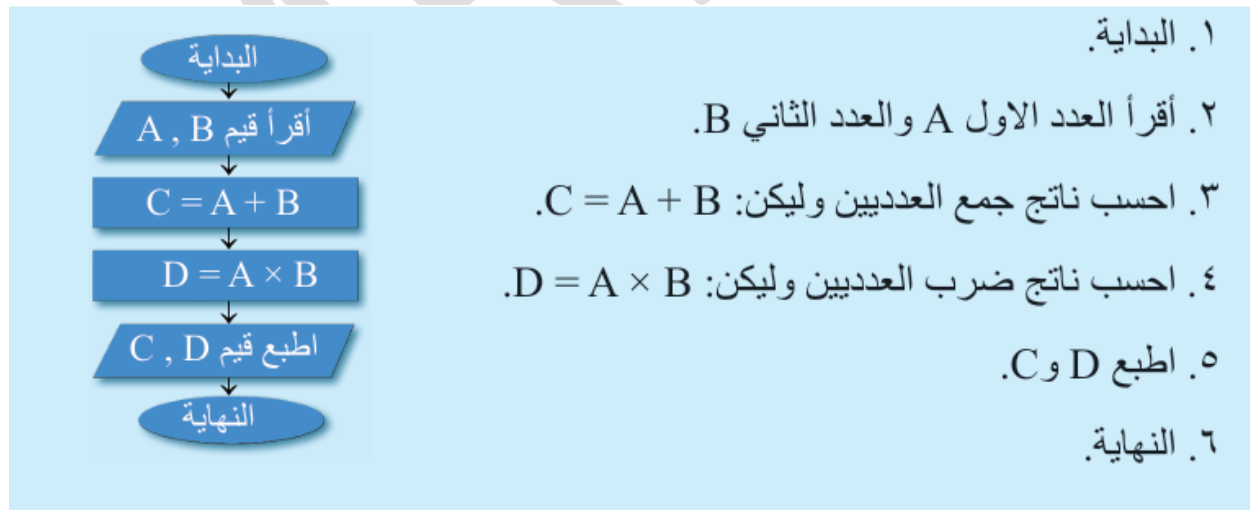 ١. البداية.
٢. أقرأ العدد الاول A والعدد الثاني B.
٣. احسب ناتج جمع العدديين وليكن: C = A + B.
٤. احسب ناتج ضرب العدديين وليكن: D = A × B.
٥. اطبع D وC.
٦. النهاية.
البداية
أقرأ قيم A , B
C = A + B
D = A × B
اطبع قيم C , D
النهاية